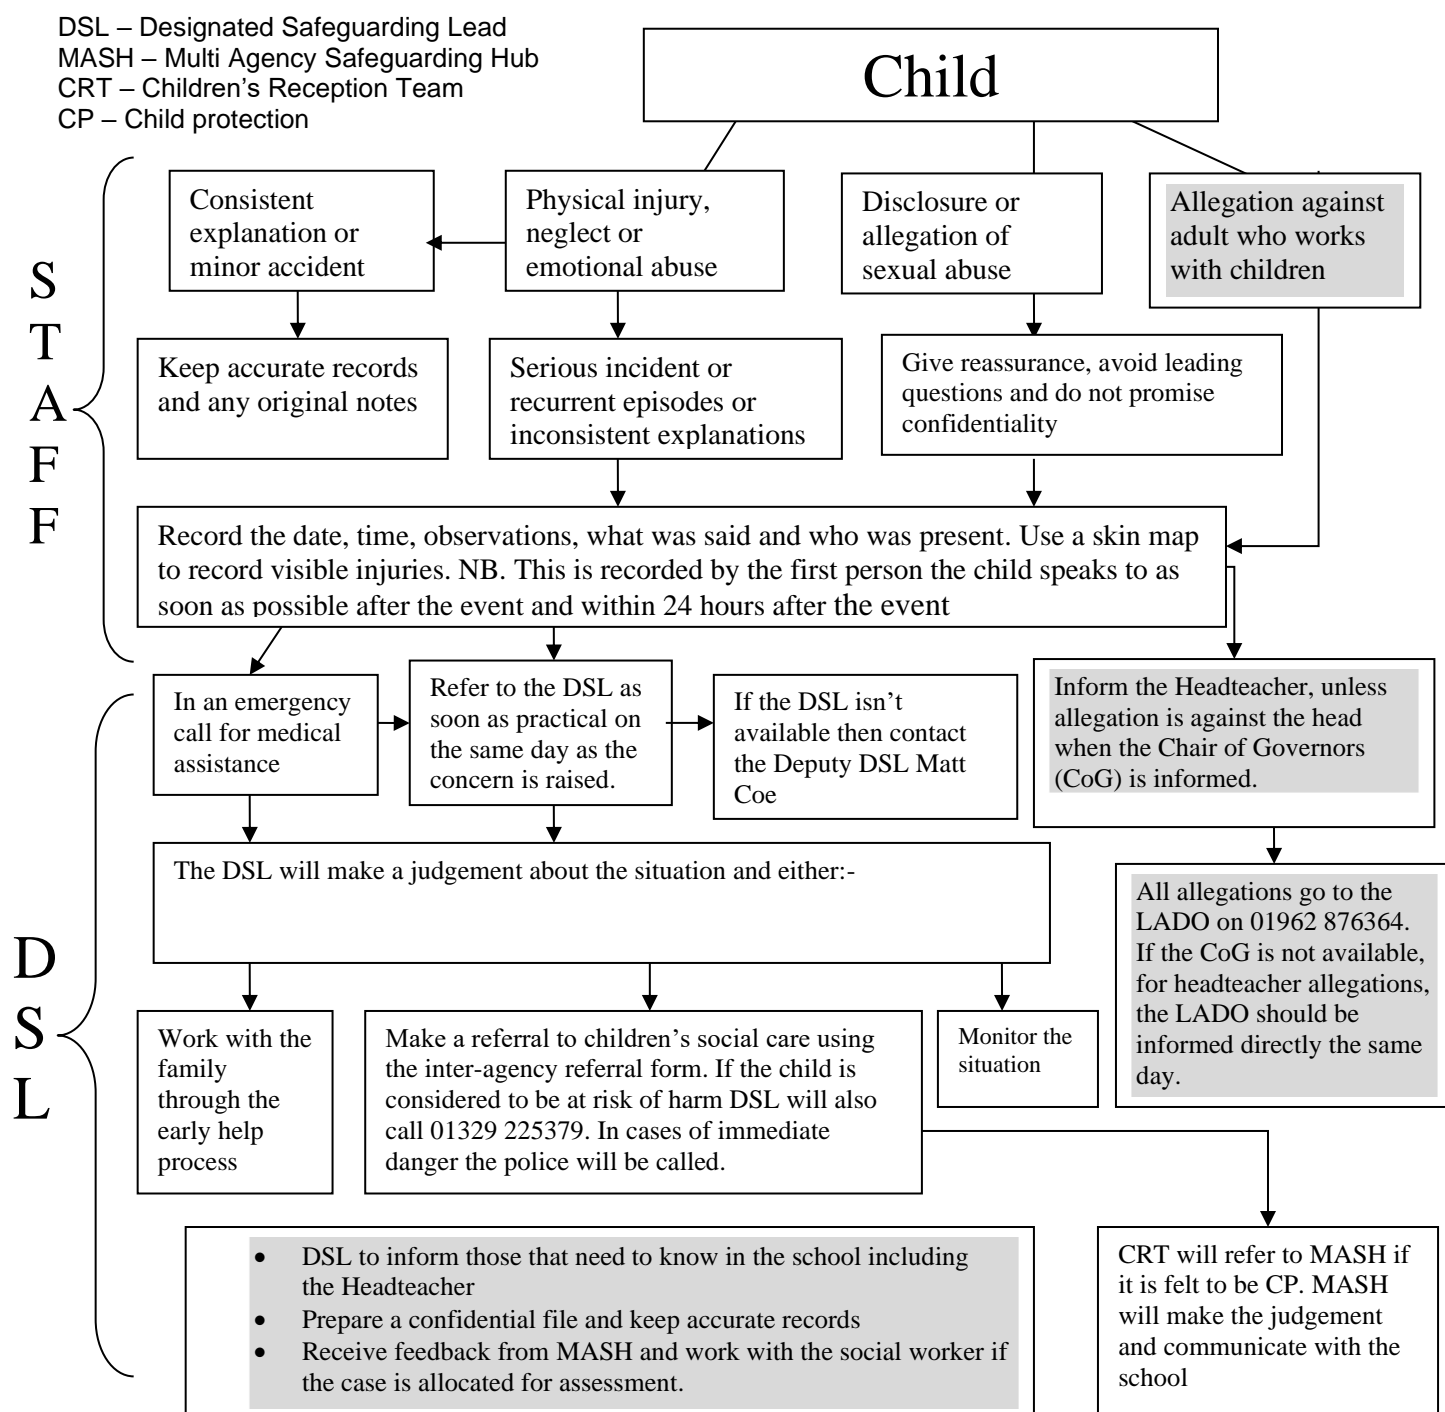 DSL – Designated Safeguarding Lead
MASH – Multi Agency Safeguarding Hub
CRT – Children's Reception Team
CP – Child protection
Child
S
T
A
F
F
Consistent
explanation or
minor accident
Physical injury,
neglect or
emotional abuse
Disclosure or
allegation of
sexual abuse
Allegation against
adult who works
with children
Keep accurate records
and any original notes
Serious incident or
recurrent episodes or
inconsistent explanations
Give reassurance, avoid leading
questions and do not promise
confidentiality
Record the date, time, observations, what was said and who was present. Use a skin map
to record visible injuries. NB. This is recorded by the first person the child speaks to as
soon as possible after the event and within 24 hours after the event
D
S
L
In an emergency
call for medical
assistance
Refer to the DSL as
soon as practical on
the same day as the
concern is raised.
If the DSL isn't
available then contact
the Deputy DSL Matt
Coe
Inform the Headteacher, unless
allegation is against the head
when the Chair of Governors
(CoG) is informed.
The DSL will make a judgement about the situation and either:-
All allegations go to the
LADO on 01962 876364.
If the CoG is not available,
for headteacher allegations,
the LADO should be
informed directly the same
day.
Work with the
family
through the
early help
process
Make a referral to children's social care using
the inter-agency referral form. If the child is
considered to be at risk of harm DSL will also
call 01329 225379. In cases of immediate
danger the police will be called.
Monitor the
situation
• DSL to inform those that need to know in the school including
the Headteacher
• Prepare a confidential file and keep accurate records
• Receive feedback from MASH and work with the social worker if
the case is allocated for assessment.
CRT will refer to MASH if
it is felt to be CP. MASH
will make the judgement
and communicate with the
school